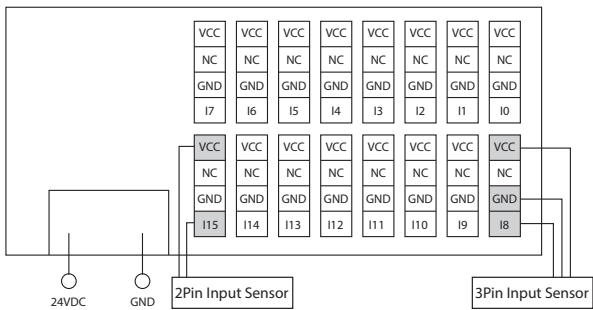 VCC VCC VCC VCC VCC VCC VCC VCC
NC NC NC NC NC NC NC NC
GND GND GND GND GND GND GND GND
I7 I6 I5 I4 I3 I2 I1 I0
VCC VCC VCC VCC VCC VCC VCC VCC
NC NC NC NC NC NC NC NC
GND GND GND GND GND GND GND GND
I15 I14 I13 I12 I11 I10 I9 I8
24VDC GND 2Pin Input Sensor 3Pin Input Sensor